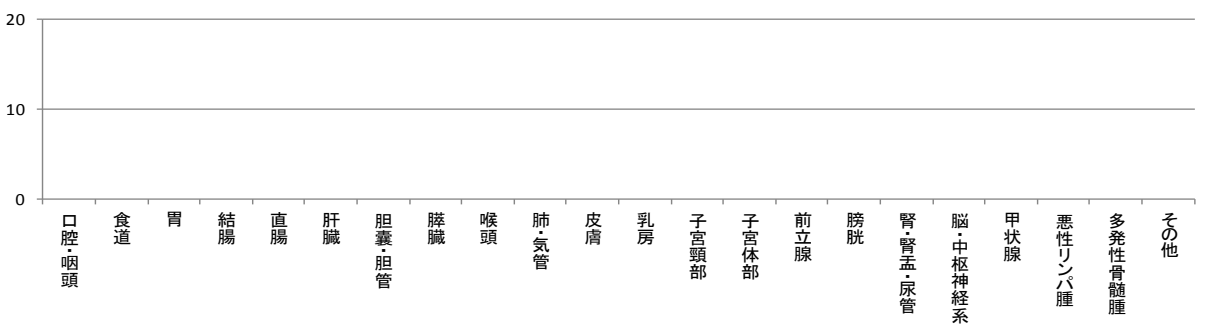 20
10
0
口腔・咽頭
食道
胃
結腸
直腸
肝臓
胆嚢・胆管
膵臓
喉頭
肺・気管
皮膚
乳房
子宮頸部
子宮体部
前立腺
膀胱
腎・腎盂・尿管
脳・中枢神経系
甲状腺
悪性リンパ腫
多発性骨髄腫
その他